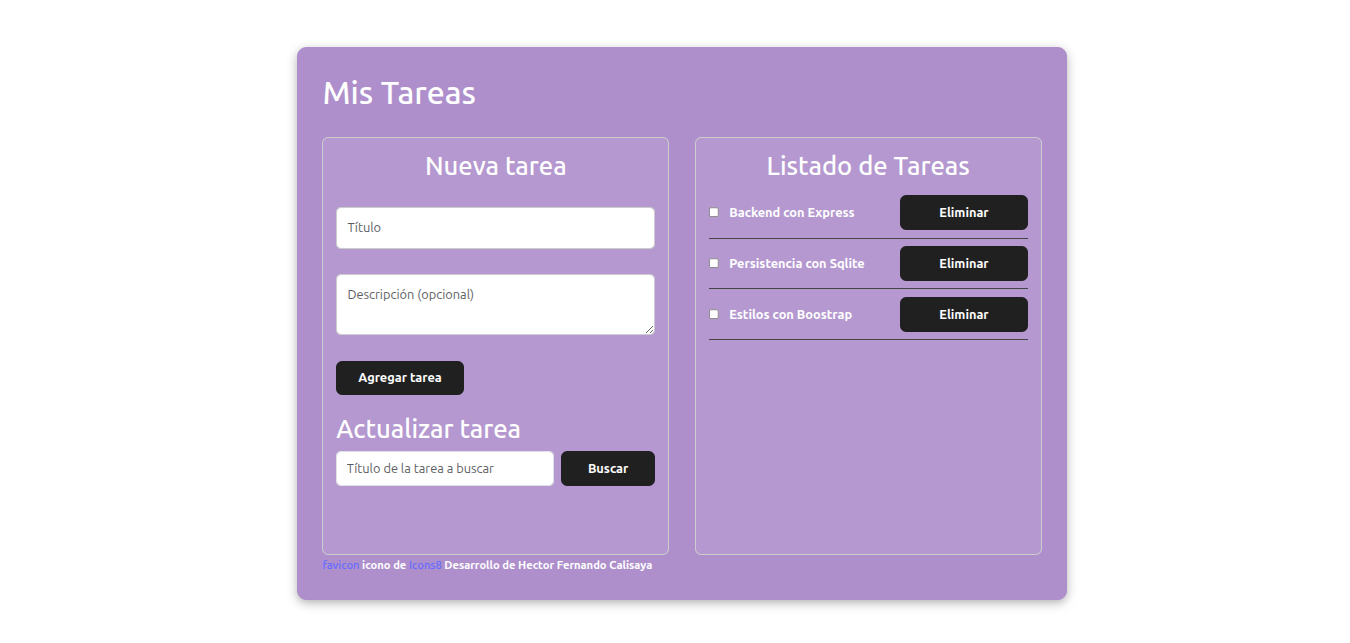 Mis Tareas
Nueva tarea
Título
Descripción (opcional)
Agregar tarea
Actualizar tarea
Título de la tarea a buscar
Buscar
Listado de Tareas
Backend con Express
Eliminar
Persistencia con Sqlite
Eliminar
Estilos con Boostrap
Eliminar
favicon icono de Icons8 Desarrollo de Hector Fernando Calisaya